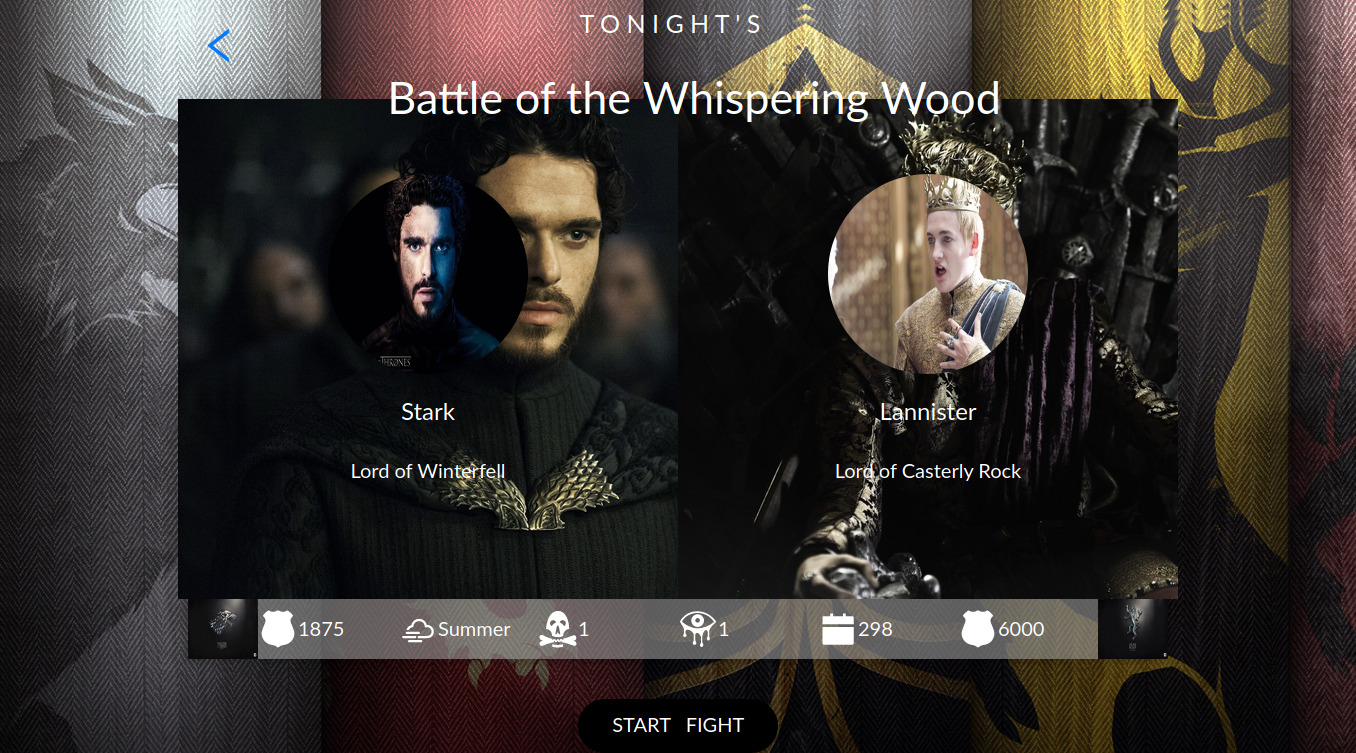 TONIGHT'S
Battle of the Whispering Wood
THRONES
Stark
Lannister
Lord of Winterfell
Lord of Casterly Rock
1875
Summer
1
1
298
6000
START FIGHT